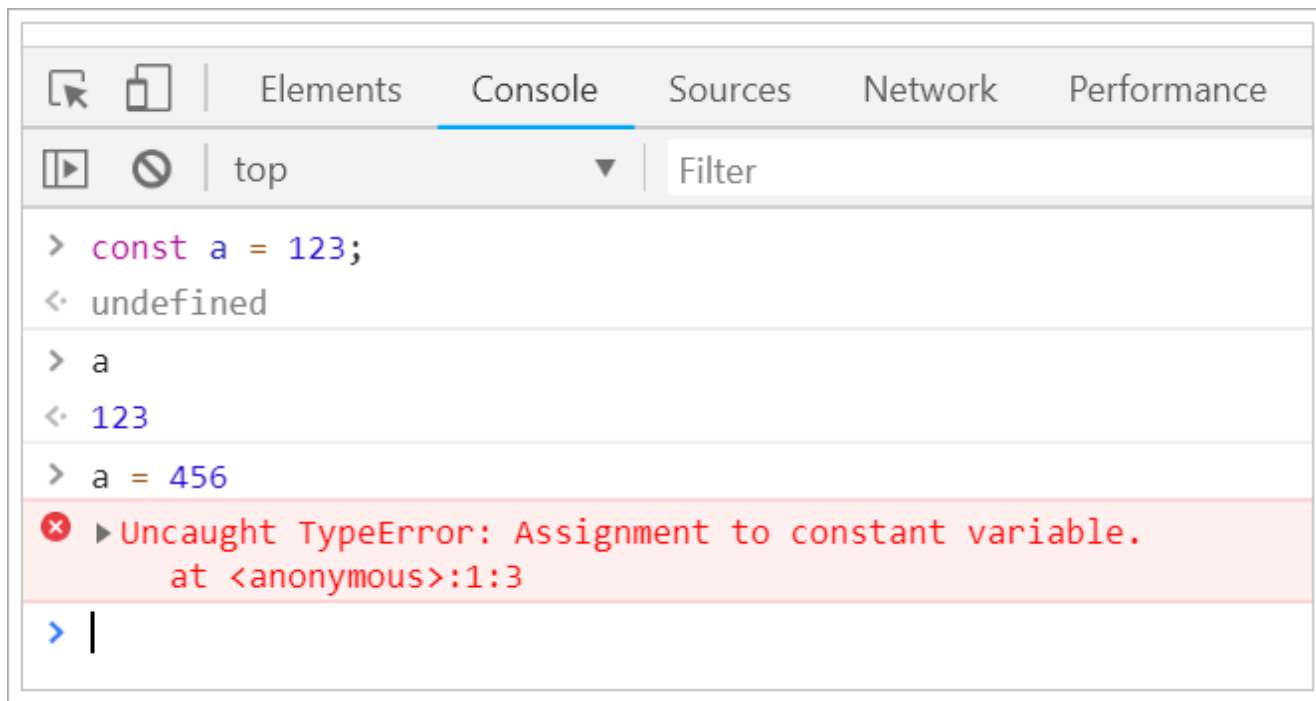 Elements Console Sources Network Performance
top ▼ Filter
> const a = 123;
<· undefined
> a
<· 123
> a = 456
▶Uncaught TypeError: Assignment to constant variable.
at <anonymous>:1:3
>